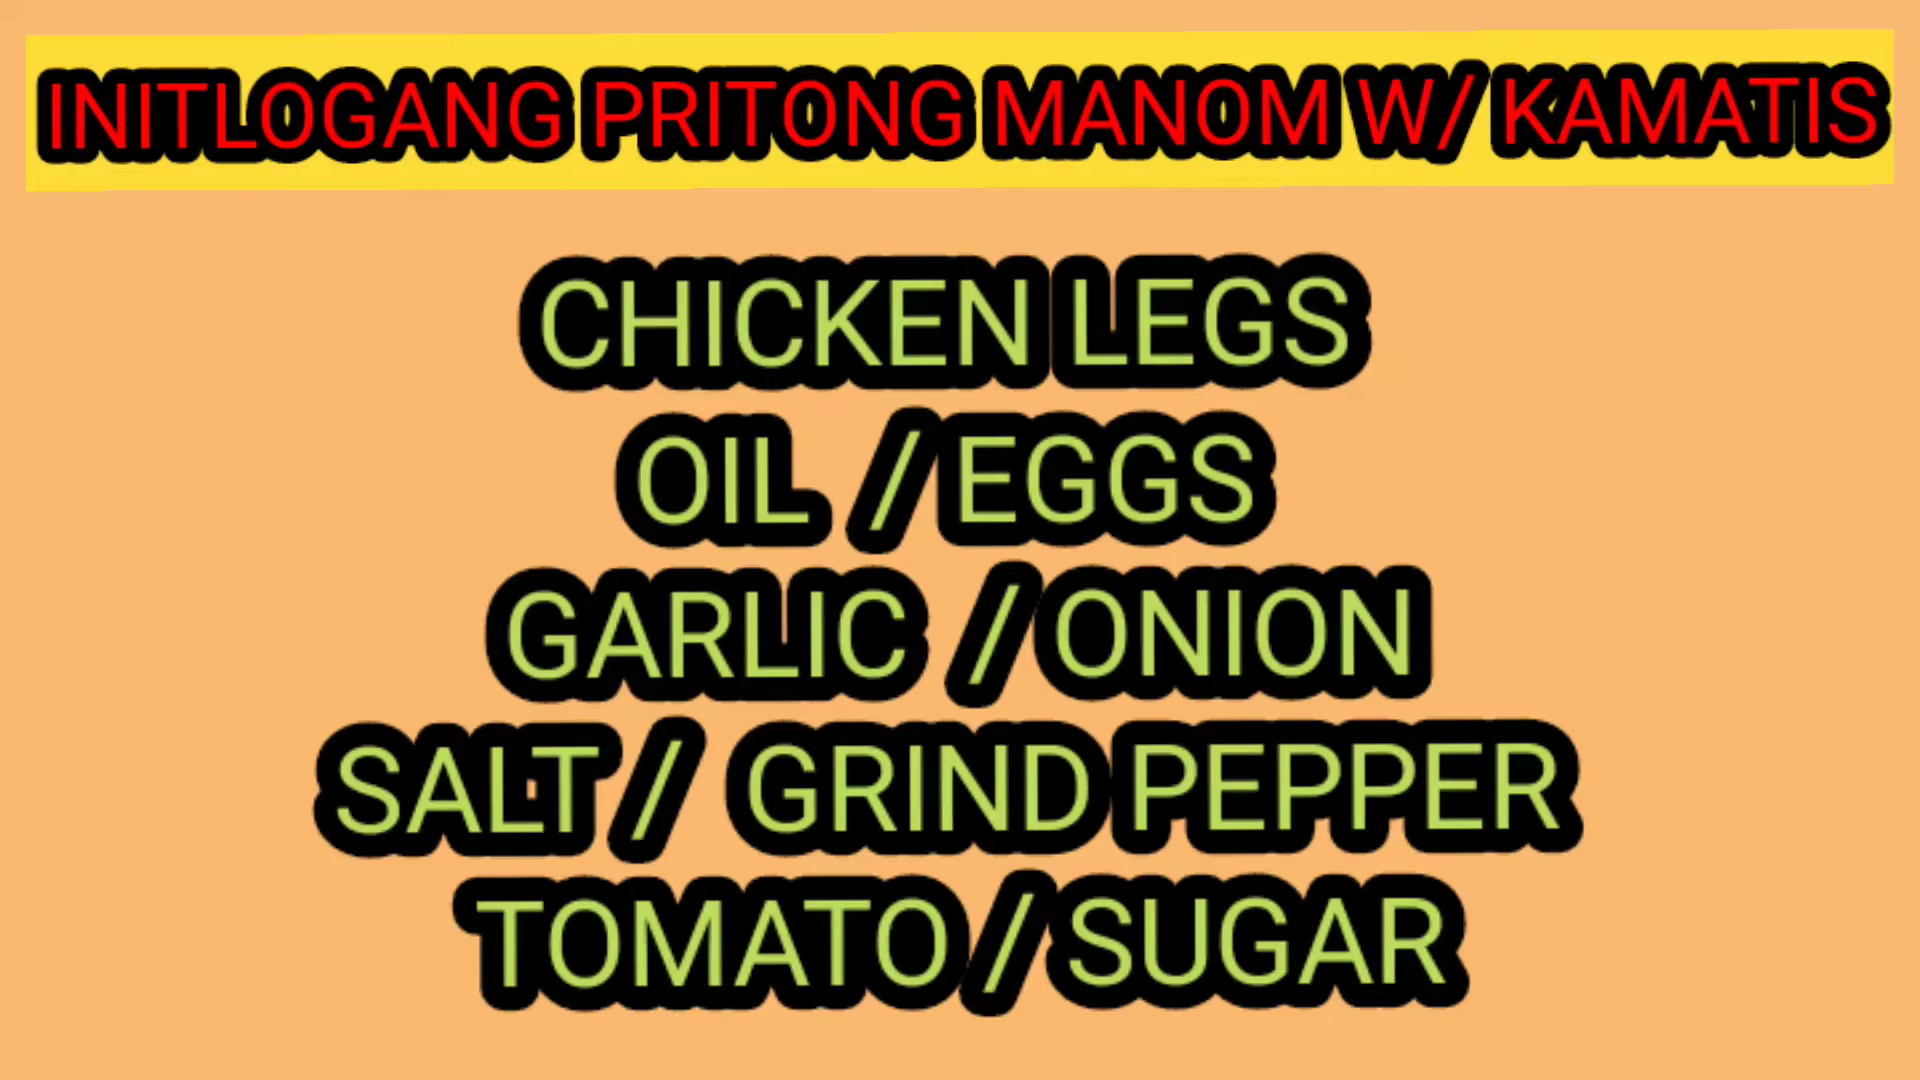 INITLOGANG PRITONG MANOM W/ KAMATIS
CHICKEN LEGS
OIL / EGGS
GARLIC / ONION
SALT / GRIND PEPPER
TOMATO / SUGAR